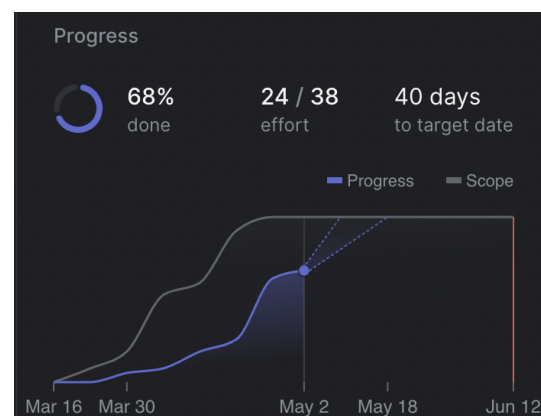 Progress
68% 24 / 38 40 days
done effort to target date
Progress Scope
Mar 16 Mar 30 May 2 May 18 Jun 12